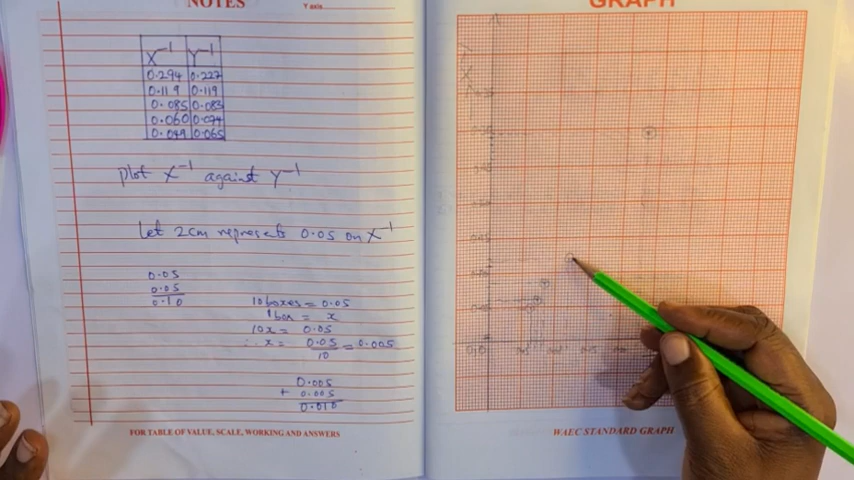 NOTES
Y axis
X⁻¹ Y⁻¹
0.294 0.227
0.119 0.119
0.085 0.083
0.060 0.074
0.049 0.065
plot X⁻¹ against Y⁻¹
Let 2cm represents 0.05 on X⁻¹
0.05
0.05
0.10
10 boxes = 0.05
1 box = x
10x = 0.05
∴ x = 0.05/10 = 0.005
0.005
+ 0.005
0.010
FOR TABLE OF VALUE, SCALE, WORKING AND ANSWERS
GRAPH
0.0
WAEC STANDARD GRAPH